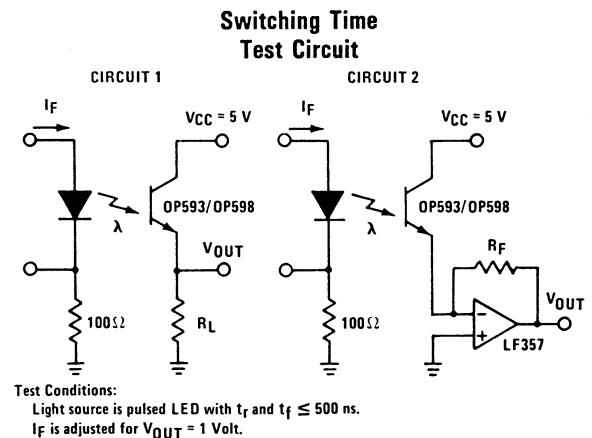 Switching Time
Test Circuit
CIRCUIT 1
CIRCUIT 2
IF
VCC = 5 V
OP593/OP598
λ
VOUT
100Ω
RL
IF
VCC = 5 V
OP593/OP598
λ
RF
VOUT
100Ω
−
+
LF357
Test Conditions:
Light source is pulsed LED with tr and tf ≤ 500 ns.
IF is adjusted for VOUT = 1 Volt.